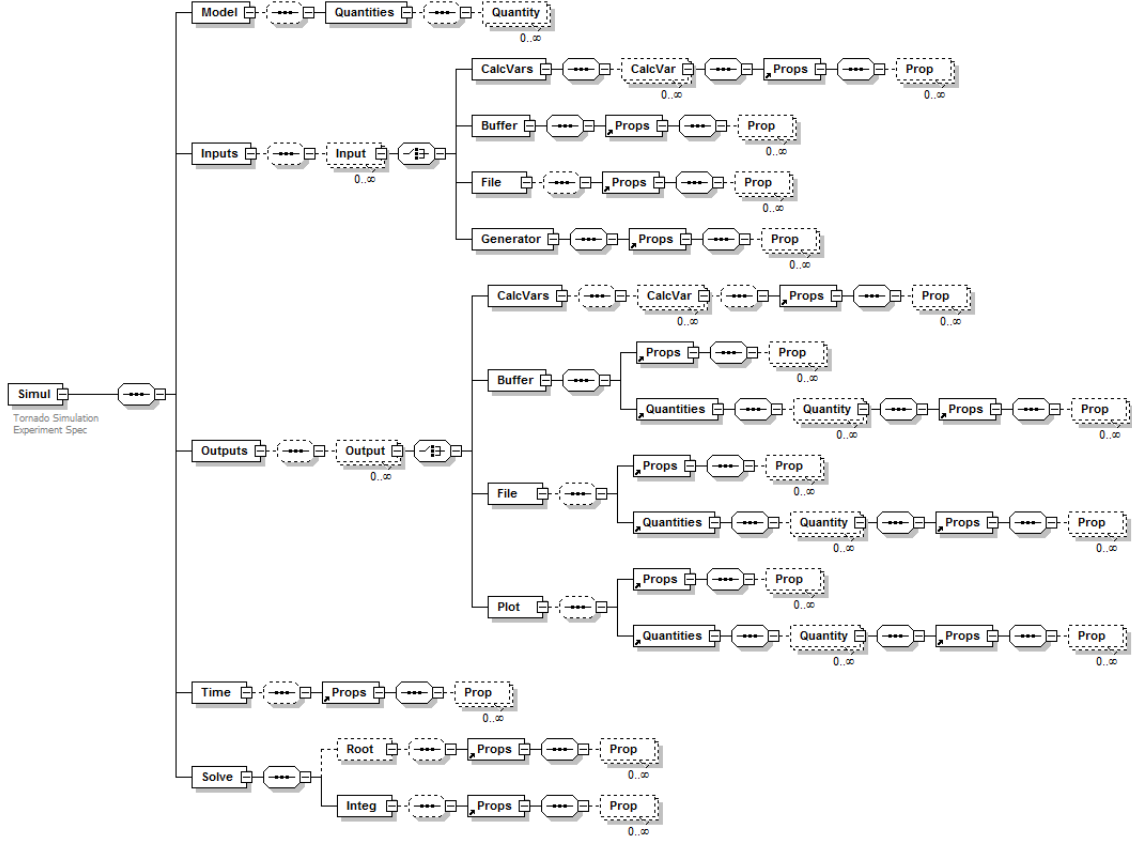 Model Quantities Quantity
0..∞
CalcVars CalcVar Props Prop
0..∞ 0..∞
Buffer Props Prop
0..∞
Inputs Input
0..∞
File Props Prop
0..∞
Generator Props Prop
0..∞
CalcVars CalcVar Props Prop
0..∞ 0..∞
Props Prop
0..∞
Buffer
Quantities Quantity Props Prop
0..∞ 0..∞
Simul
Tornado Simulation
Experiment Spec
Outputs Output
0..∞
Props Prop
0..∞
File
Quantities Quantity Props Prop
0..∞ 0..∞
Props Prop
0..∞
Plot
Quantities Quantity Props Prop
0..∞ 0..∞
Time Props Prop
0..∞
Root Props Prop
0..∞
Solve
Integ Props Prop
0..∞